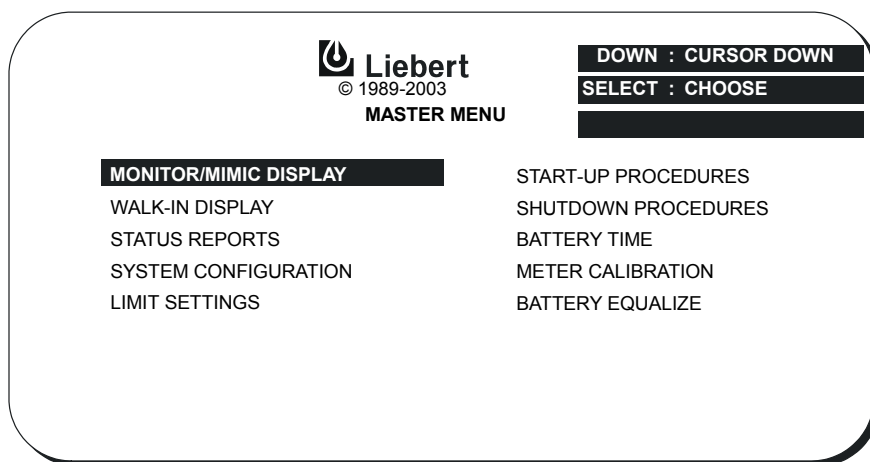 Liebert
© 1989-2003
MASTER MENU
DOWN : CURSOR DOWN
SELECT : CHOOSE
MONITOR/MIMIC DISPLAY
WALK-IN DISPLAY
STATUS REPORTS
SYSTEM CONFIGURATION
LIMIT SETTINGS
START-UP PROCEDURES
SHUTDOWN PROCEDURES
BATTERY TIME
METER CALIBRATION
BATTERY EQUALIZE